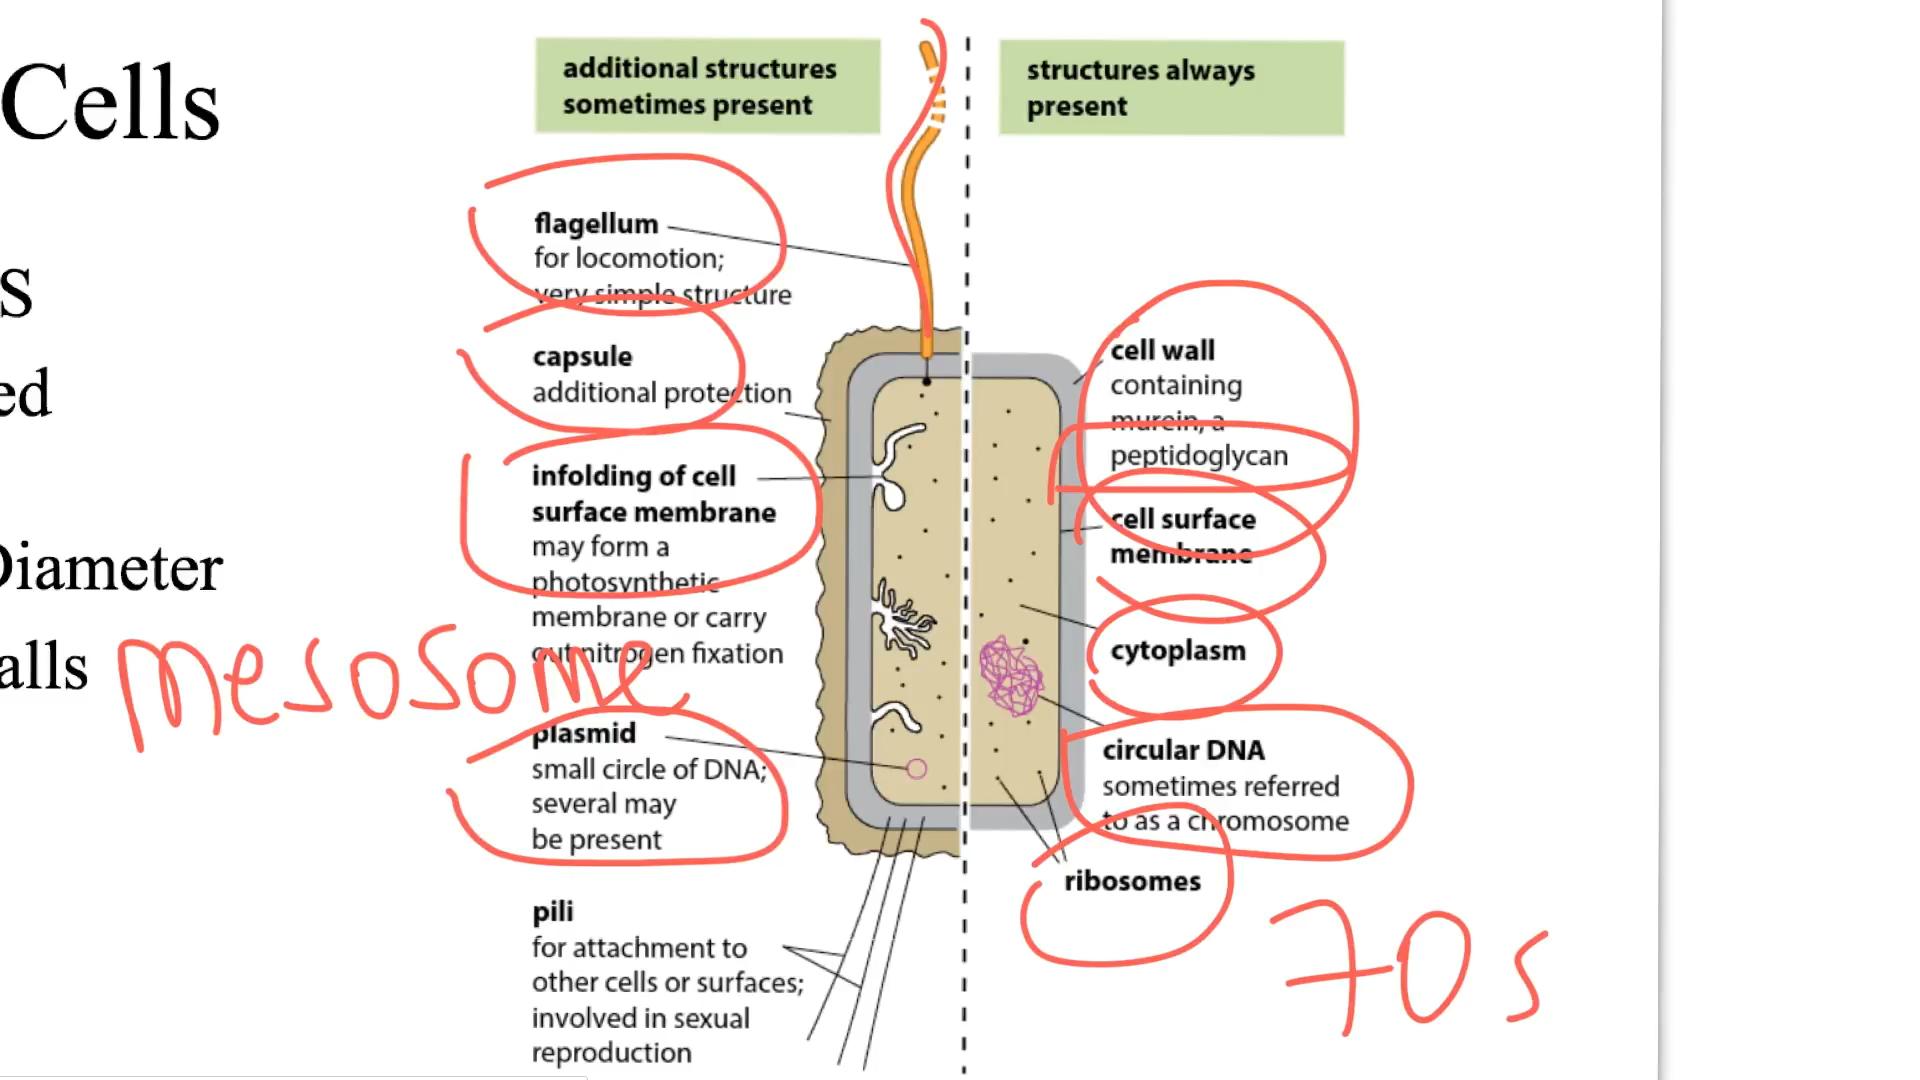 Cells
s
ed
Diameter
alls
additional structures
sometimes present
flagellum
for locomotion;
very simple structure
capsule
additional protection
infolding of cell
surface membrane
may form a
photosynthetic
membrane or carry
out nitrogen fixation
mesosome
plasmid
small circle of DNA;
several may
be present
pili
for attachment to
other cells or surfaces;
involved in sexual
reproduction
structures always
present
cell wall
containing
murein, a
peptidoglycan
cell surface
membrane
cytoplasm
circular DNA
sometimes referred
to as a chromosome
ribosomes
70s